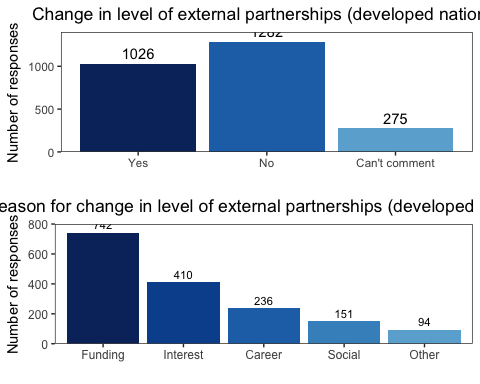 Change in level of external partnerships (developed nation
Number of responses
1000
500
0
1026
1282
275
Yes
No
Can't comment
eason for change in level of external partnerships (developed
Number of responses
800
600
400
200
0
742
410
236
151
94
Funding
Interest
Career
Social
Other